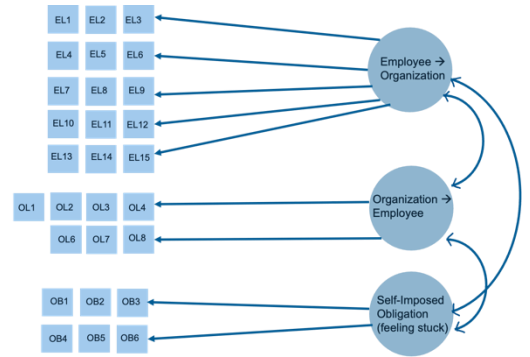 EL1 EL2 EL3
EL4 EL5 EL6
EL7 EL8 EL9
EL10 EL11 EL12
EL13 EL14 EL15
Employee →
Organization
OL1 OL2 OL3 OL4
OL6 OL7 OL8
Organization →
Employee
OB1 OB2 OB3
OB4 OB5 OB6
Self-Imposed
Obligation
(feeling stuck)